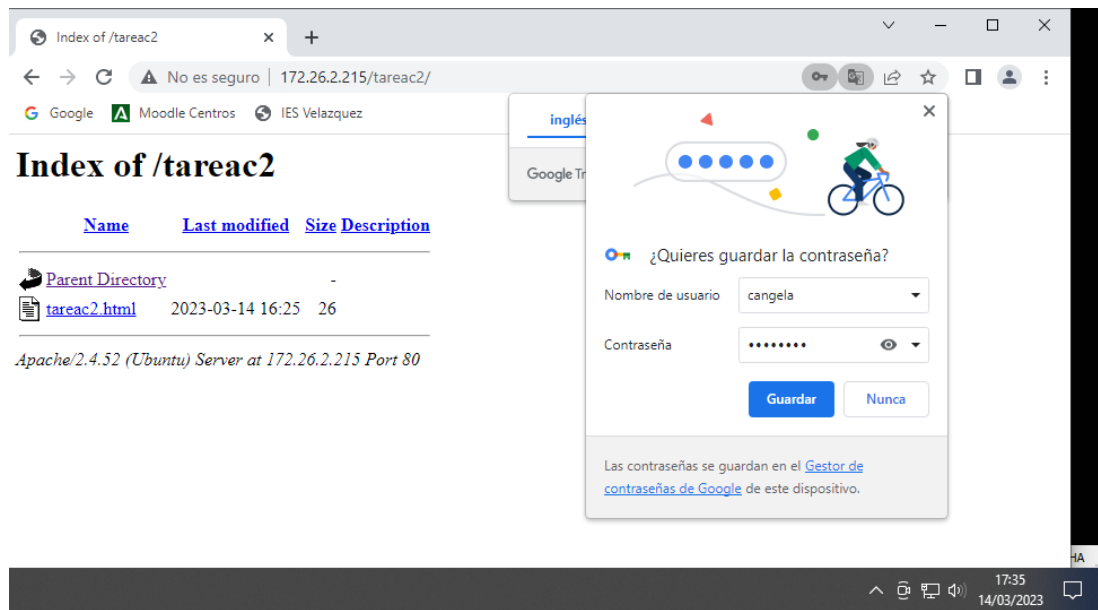 Index of /tareac2
No es seguro | 172.26.2.215/tareac2/
Google Moodle Centros IES Velazquez
inglés
Google Tr
Index of /tareac2
Name Last modified Size Description
Parent Directory -
tareac2.html 2023-03-14 16:25 26
Apache/2.4.52 (Ubuntu) Server at 172.26.2.215 Port 80
¿Quieres guardar la contraseña?
Nombre de usuario cangela
Contraseña ••••••••
Guardar Nunca
Las contraseñas se guardan en el Gestor de
contraseñas de Google de este dispositivo.
HA
17:35
14/03/2023